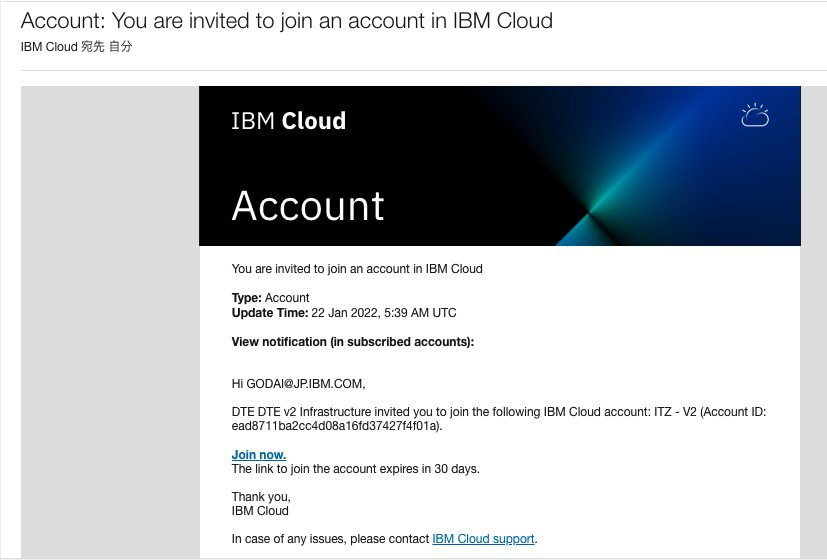 Account: You are invited to join an account in IBM Cloud
IBM Cloud 宛先 自分
IBM Cloud
Account
You are invited to join an account in IBM Cloud
Type: Account
Update Time: 22 Jan 2022, 5:39 AM UTC
View notification (in subscribed accounts):
Hi GODAI@JP.IBM.COM,
DTE DTE v2 Infrastructure invited you to join the following IBM Cloud account: ITZ - V2 (Account ID:
ead8711ba2cc4d08a16fd37427f4f01a).
Join now.
The link to join the account expires in 30 days.
Thank you,
IBM Cloud
In case of any issues, please contact IBM Cloud support.